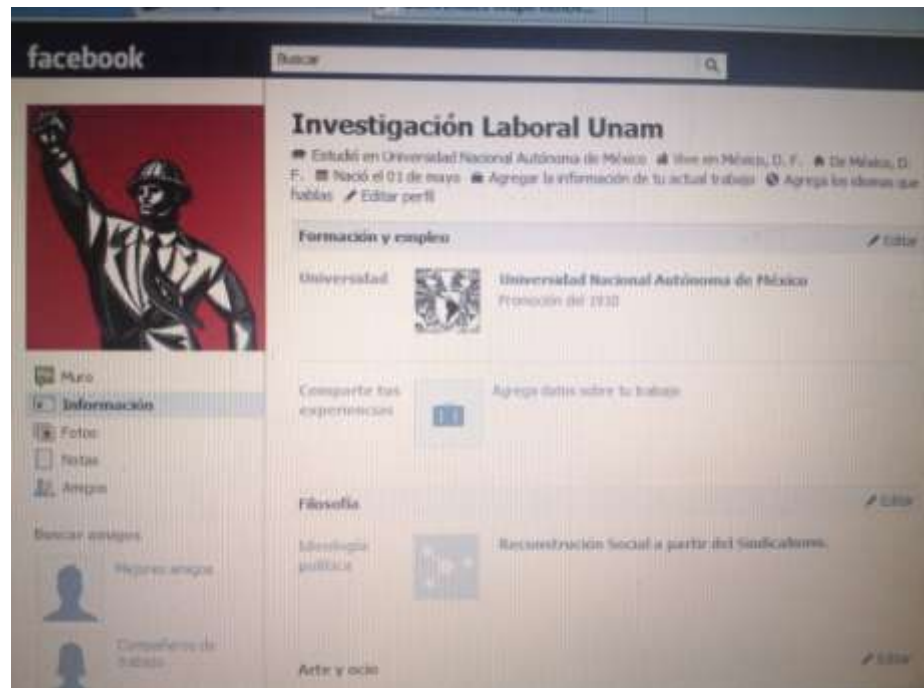 facebook
Buscar
Investigación Laboral Unam
Estudió en Universidad Nacional Autónoma de México Vive en México, D. F. De México, D.
F. Nació el 01 de mayo Agregar la información de tu actual trabajo Agrega los idiomas que
hablas Editar perfil
Formación y empleo
Editar
Universidad
Universidad Nacional Autónoma de México
Promoción del 1910
Comparte tus
experiencias
Agrega datos sobre tu trabajo
Muro
Información
Fotos
Notas
Amigos
Filosofía
Editar
Ideología
política
Reconstrución Social a partir del Sindicalismo.
Buscar amigos
Mejores amigos
Compañeros de
trabajo
Arte y ocio
Editar